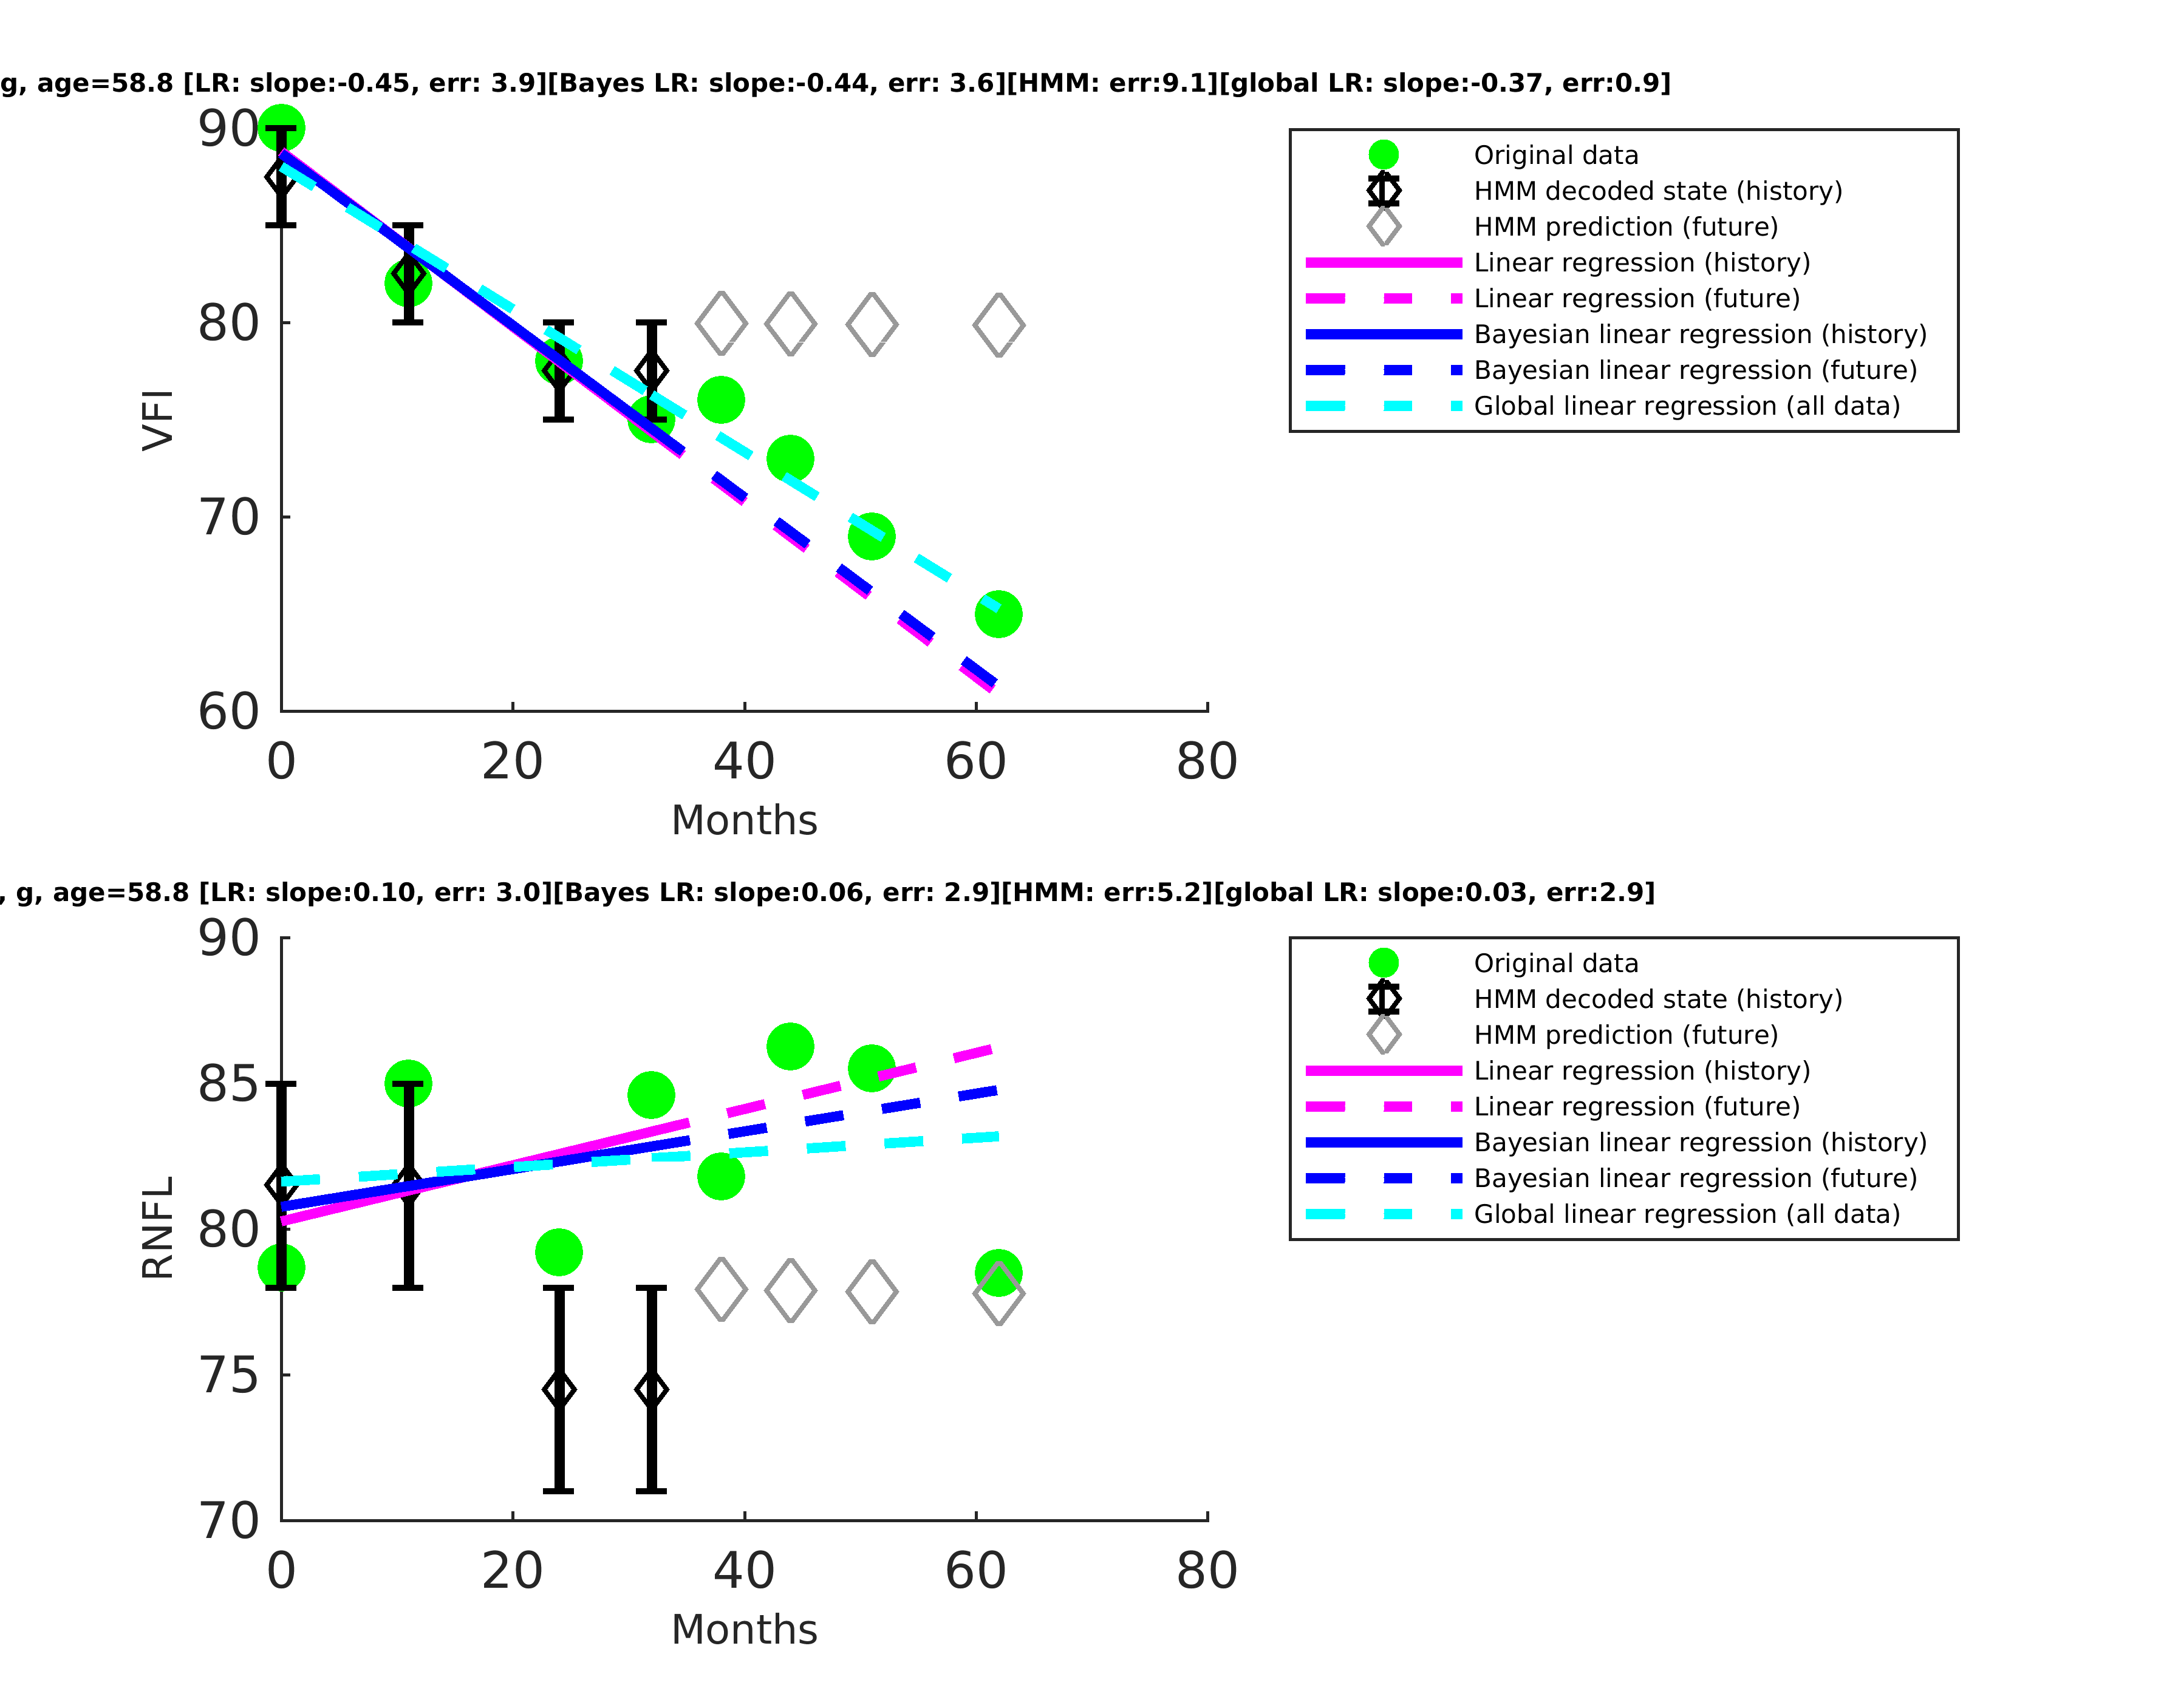 g, age=58.8 [LR: slope:-0.45, err: 3.9][Bayes LR: slope:-0.44, err: 3.6][HMM: err:9.1][global LR: slope:-0.37, err:0.9]
90
80
70
60
VFI
0 20 40 60 80
Months
Original data
HMM decoded state (history)
HMM prediction (future)
Linear regression (history)
Linear regression (future)
Bayesian linear regression (history)
Bayesian linear regression (future)
Global linear regression (all data)
, g, age=58.8 [LR: slope:0.10, err: 3.0][Bayes LR: slope:0.06, err: 2.9][HMM: err:5.2][global LR: slope:0.03, err:2.9]
90
85
80
75
70
RNFL
0 20 40 60 80
Months
Original data
HMM decoded state (history)
HMM prediction (future)
Linear regression (history)
Linear regression (future)
Bayesian linear regression (history)
Bayesian linear regression (future)
Global linear regression (all data)